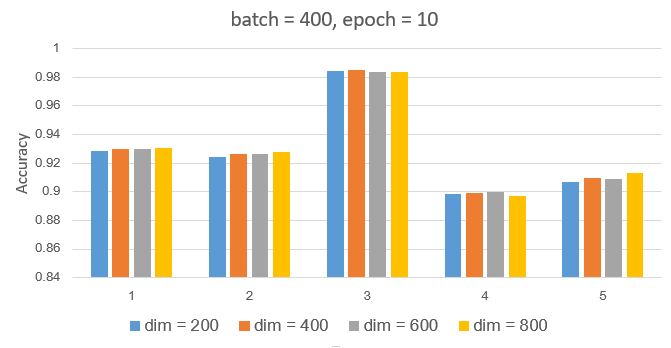 batch = 400, epoch = 10
1
0.98
0.96
0.94
0.92
0.9
0.88
0.86
0.84
Accuracy
1 2 3 4 5
dim = 200 dim = 400 dim = 600 dim = 800